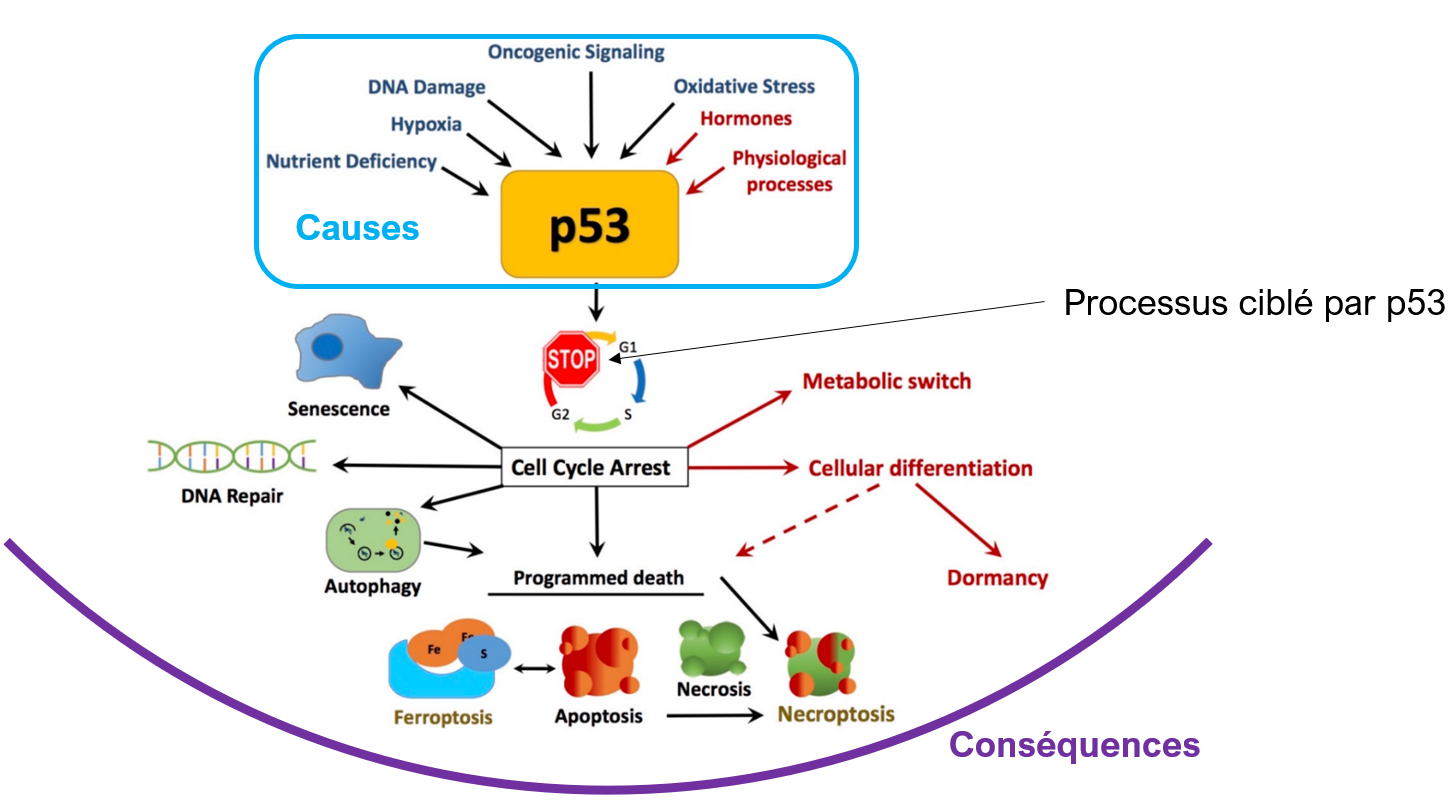 Oncogenic Signaling
DNA Damage
Oxidative Stress
Hypoxia
Hormones
Nutrient Deficiency
Physiological
processes
Causes
p53
Processus ciblé par p53
STOP
G1
G2
S
Senescence
Metabolic switch
Cell Cycle Arrest
Cellular differentiation
DNA Repair
Autophagy
Programmed death
Dormancy
Fe
Fe
S
Necrosis
Ferroptosis
Apoptosis
Necroptosis
Conséquences